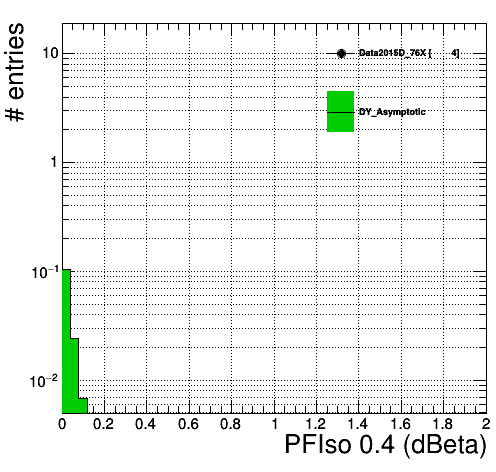 # entries
10
Data2015D_76X [ 4]
DY_Asymptotic
1
10⁻¹
10⁻²
0 0.2 0.4 0.6 0.8 1 1.2 1.4 1.6 1.8 2
PFIso 0.4 (dBeta)